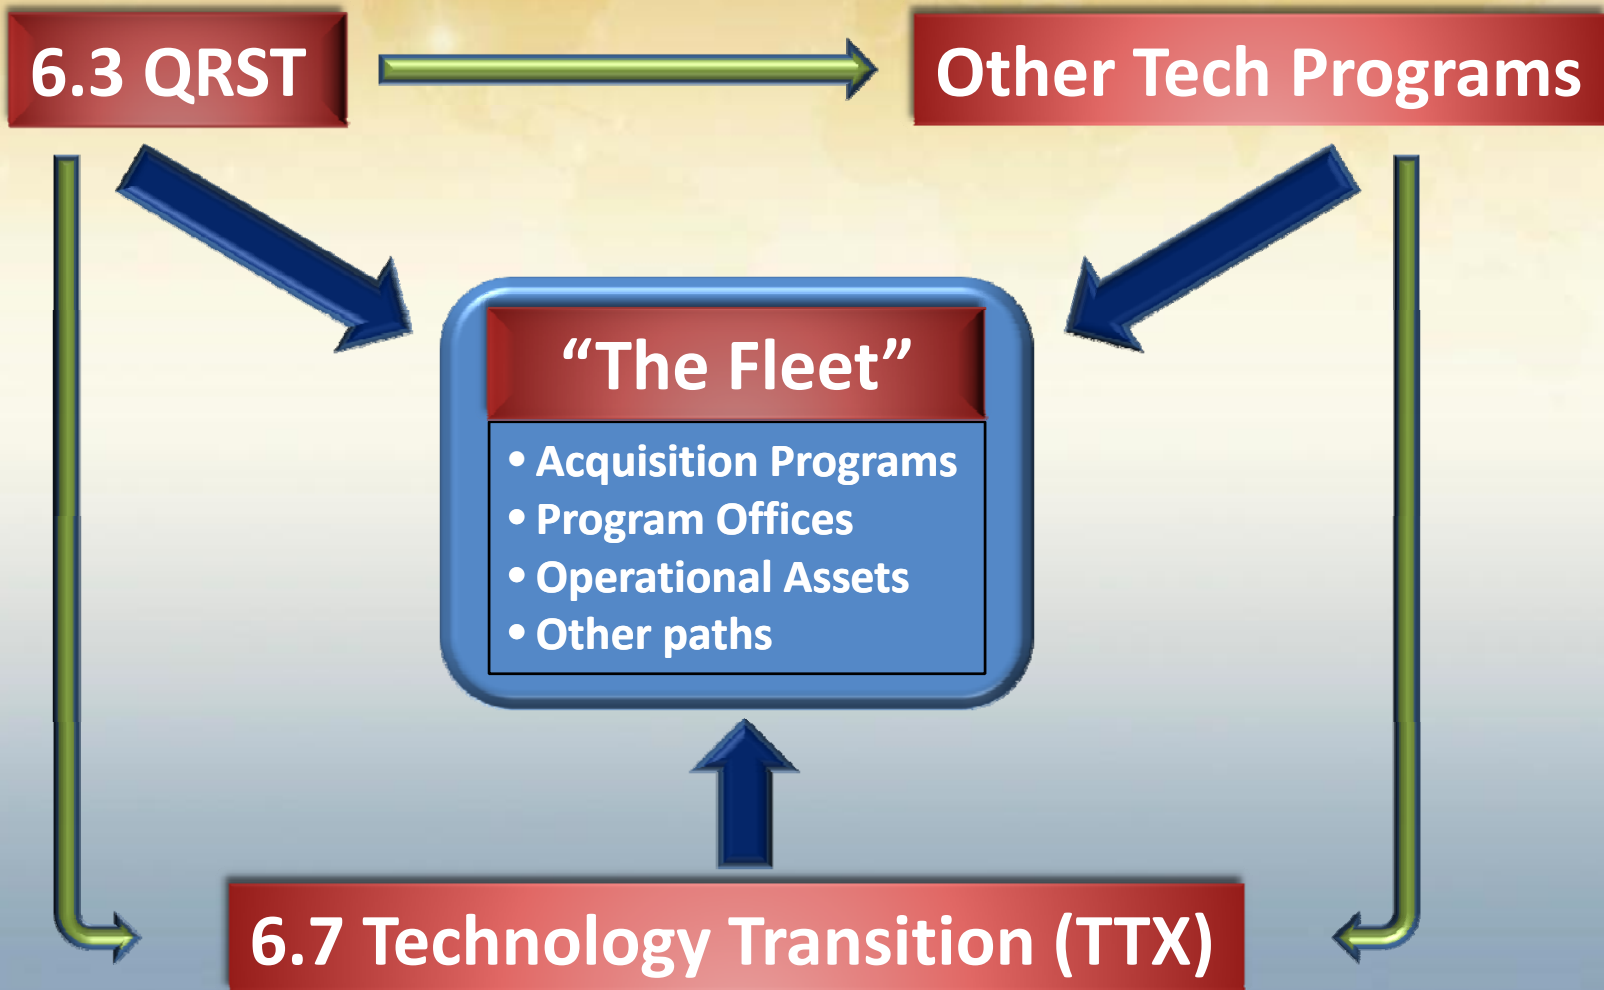 6.3 QRST
Other Tech Programs
“The Fleet”
• Acquisition Programs
• Program Offices
• Operational Assets
• Other paths
6.7 Technology Transition (TTX)